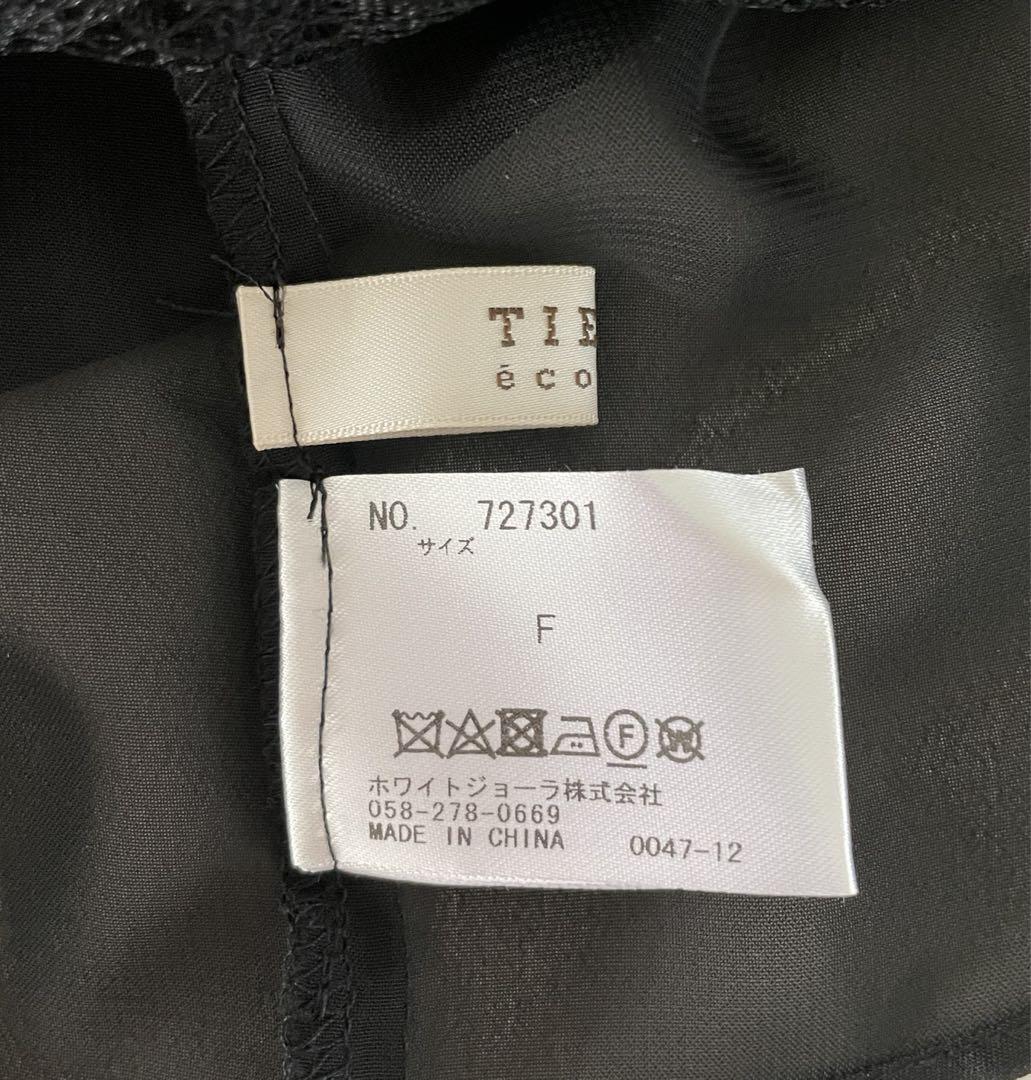 TIE
éco
NO. 727301
サイズ
F
F W
ホワイトジョーラ株式会社
058-278-0669
MADE IN CHINA 0047-12